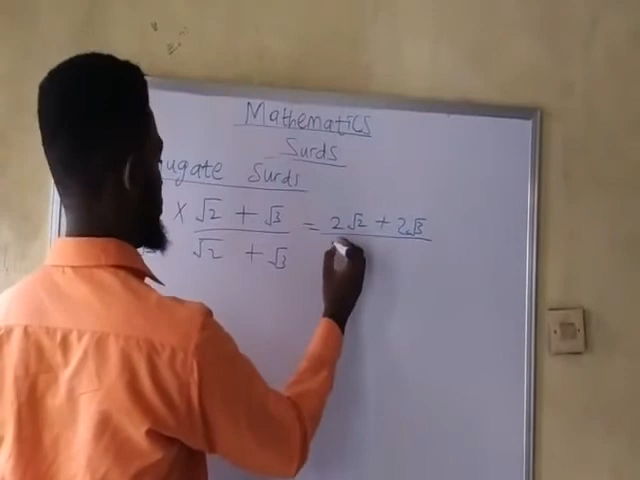 Mathematics
Surds
ugate Surds
x √2 + √3 = 2√2 + 2√3
√2 + √3